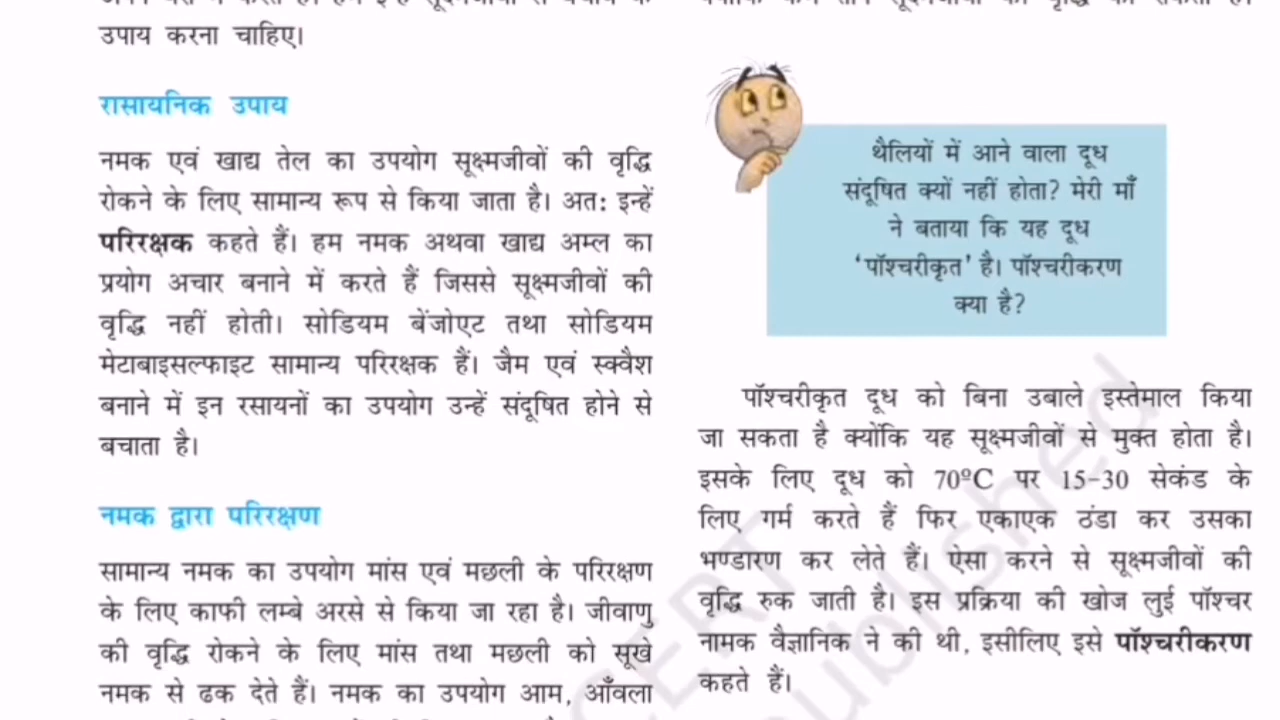 उपाय करना चाहिए।
रासायनिक उपाय
नमक एवं खाद्य तेल का उपयोग सूक्ष्मजीवों की वृद्धि
रोकने के लिए सामान्य रूप से किया जाता है। अत: इन्हें
परिरक्षक कहते हैं। हम नमक अथवा खाद्य अम्ल का
प्रयोग अचार बनाने में करते हैं जिससे सूक्ष्मजीवों की
वृद्धि नहीं होती। सोडियम बेंजोएट तथा सोडियम
मेटाबाइसल्फाइट सामान्य परिरक्षक हैं। जैम एवं स्क्वैश
बनाने में इन रसायनों का उपयोग उन्हें संदूषित होने से
बचाता है।
नमक द्वारा परिरक्षण
सामान्य नमक का उपयोग मांस एवं मछली के परिरक्षण
के लिए काफी लम्बे अरसे से किया जा रहा है। जीवाणु
की वृद्धि रोकने के लिए मांस तथा मछली को सूखे
नमक से ढक देते हैं। नमक का उपयोग आम, आँवला
थैलियों में आने वाला दूध
संदूषित क्यों नहीं होता? मेरी माँ
ने बताया कि यह दूध
‘पॉश्चरीकृत’ है। पॉश्चरीकरण
क्या है?
पॉश्चरीकृत दूध को बिना उबाले इस्तेमाल किया
जा सकता है क्योंकि यह सूक्ष्मजीवों से मुक्त होता है।
इसके लिए दूध को 70ºC पर 15-30 सेकंड के
लिए गर्म करते हैं फिर एकाएक ठंडा कर उसका
भण्डारण कर लेते हैं। ऐसा करने से सूक्ष्मजीवों की
वृद्धि रुक जाती है। इस प्रक्रिया की खोज लुई पॉश्चर
नामक वैज्ञानिक ने की थी, इसीलिए इसे पॉश्चरीकरण
कहते हैं।
NCERT
published